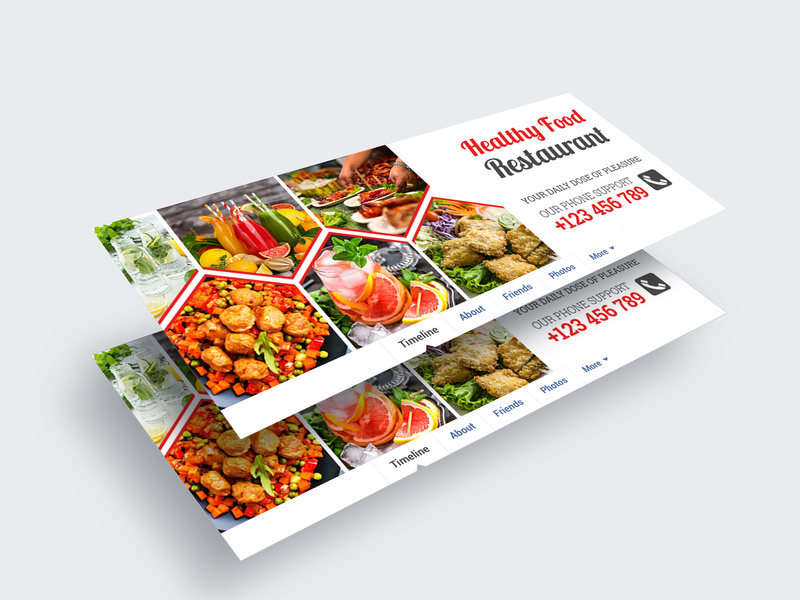 Healthy Food
Restaurant
YOUR DAILY DOSE OF PLEASURE
OUR PHONE SUPPORT
+123 456 789
Timeline
About
Friends
Photos
More
YOUR DAILY DOSE OF PLEASURE
OUR PHONE SUPPORT
+123 456 789
Timeline
About
Friends
Photos
More